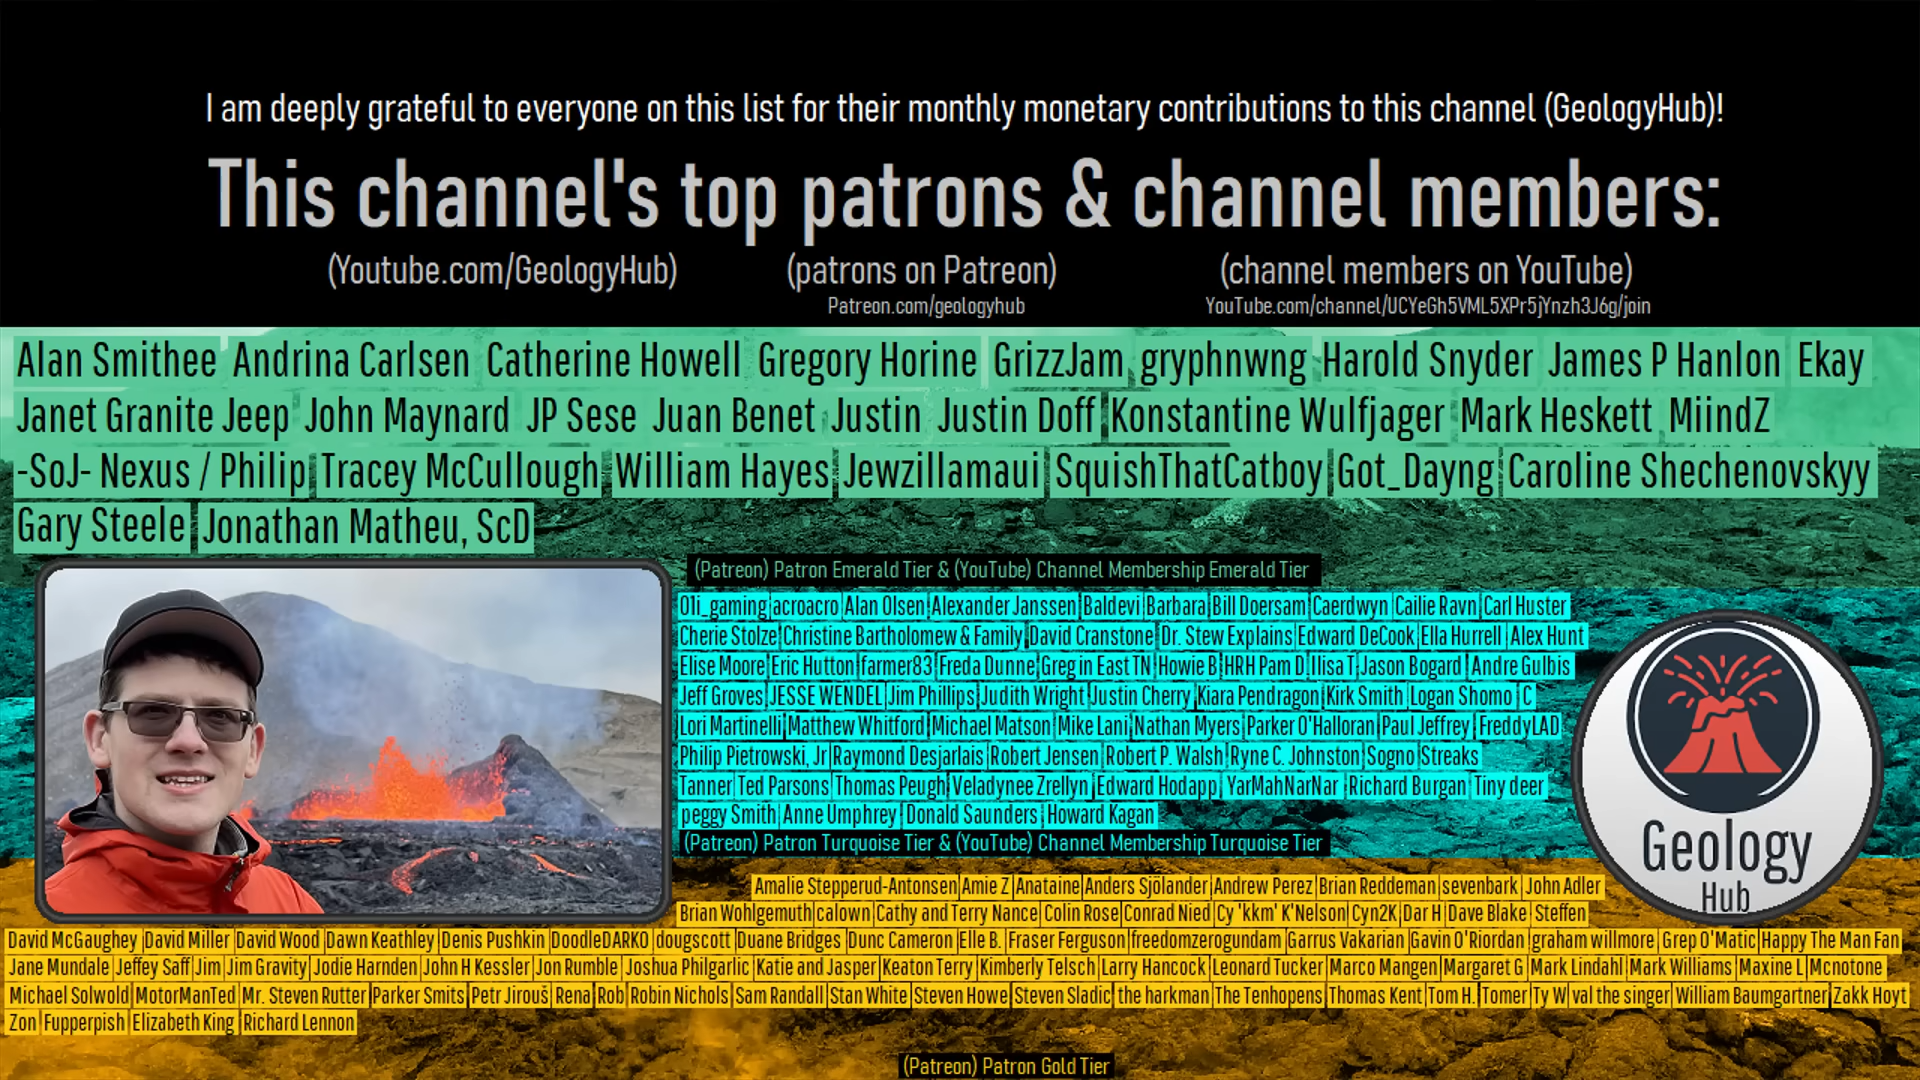 I am deeply grateful to everyone on this list for their monthly monetary contributions to this channel (GeologyHub)!
This channel's top patrons & channel members:
(Youtube.com/GeologyHub) (patrons on Patreon) (channel members on YouTube)
Patreon.com/geologyhub YouTube.com/channel/UCYeGh5VML5XPr5jYnzh3J6g/join
Alan Smithee Andrina Carlsen Catherine Howell Gregory Horine GrizzJam gryphnwng Harold Snyder James P Hanlon Ekay
Janet Granite Jeep John Maynard JP Sese Juan Benet Justin Justin Doff Konstantine Wulfjager Mark Heskett MiindZ
-SoJ- Nexus / Philip Tracey McCullough William Hayes Jewzillamaui SquishThatCatboy Got_Dayng Caroline Shechenovskyy
Gary Steele Jonathan Matheu, ScD
(Patreon) Patron Emerald Tier & (YouTube) Channel Membership Emerald Tier
01i_gaming acroacro Alan Olsen Alexander Janssen Baldevi Barbara Bill Doersam Caerdwyn Cailie Ravn Carl Huster
Cherie Stolze Christine Bartholomew & Family David Cranstone Dr. Stew Explains Edward DeCook Ella Hurrell Alex Hunt
Elise Moore Eric Hutton farmer83 Freda Dunne Greg in East TN Howie B HRH Pam D Ilisa T Jason Bogard Andre Gulbis
Jeff Groves JESSE WENDEL Jim Phillips Judith Wright Justin Cherry Kiara Pendragon Kirk Smith Logan Shomo C
Lori Martinelli Matthew Whitford Michael Matson Mike Lani Nathan Myers Parker O'Halloran Paul Jeffrey FreddyLAD
Philip Pietrowski, Jr Raymond Desjarlais Robert Jensen Robert P. Walsh Ryne C. Johnston Sogno Streaks
Tanner Ted Parsons Thomas Peugh Veladynee Zrellyn Edward Hodapp YarMahNarNar Richard Burgan Tiny deer
peggy Smith Anne Umphrey Donald Saunders Howard Kagan
(Patreon) Patron Turquoise Tier & (YouTube) Channel Membership Turquoise Tier
Geology
Hub
Amalie Stepperud-Antonsen Amie Z Anataine Anders Sjölander Andrew Perez Brian Reddeman sevenbark John Adler
Brian Wohlgemuth calown Cathy and Terry Nance Colin Rose Conrad Nied Cy 'kkm' K'Nelson Cyn2K Dar H Dave Blake Steffen
David McGaughey David Miller David Wood Dawn Keathley Denis Pushkin DoodleDARKO dougscott Duane Bridges Dunc Cameron Elle B. Fraser Ferguson freedomzerogundam Garrus Vakarian Gavin O'Riordan graham willmore Grep O'Matic Happy The Man Fan
Jane Mundale Jeffey Saff Jim Jim Gravity Jodie Harnden John H Kessler Jon Rumble Joshua Philgarlic Katie and Jasper Keaton Terry Kimberly Telsch Larry Hancock Leonard Tucker Marco Mangen Margaret G Mark Lindahl Mark Williams Maxine L Mcnotone
Michael Solwold MotorManTed Mr. Steven Rutter Parker Smits Petr Jirouš Rena Rob Robin Nichols Sam Randall Stan White Steven Howe Steven Sladic the harkman The Tenhopens Thomas Kent Tom H. Tomer Ty W val the singer William Baumgartner Zakk Hoyt
Zon Fupperpish Elizabeth King Richard Lennon
(Patreon) Patron Gold Tier